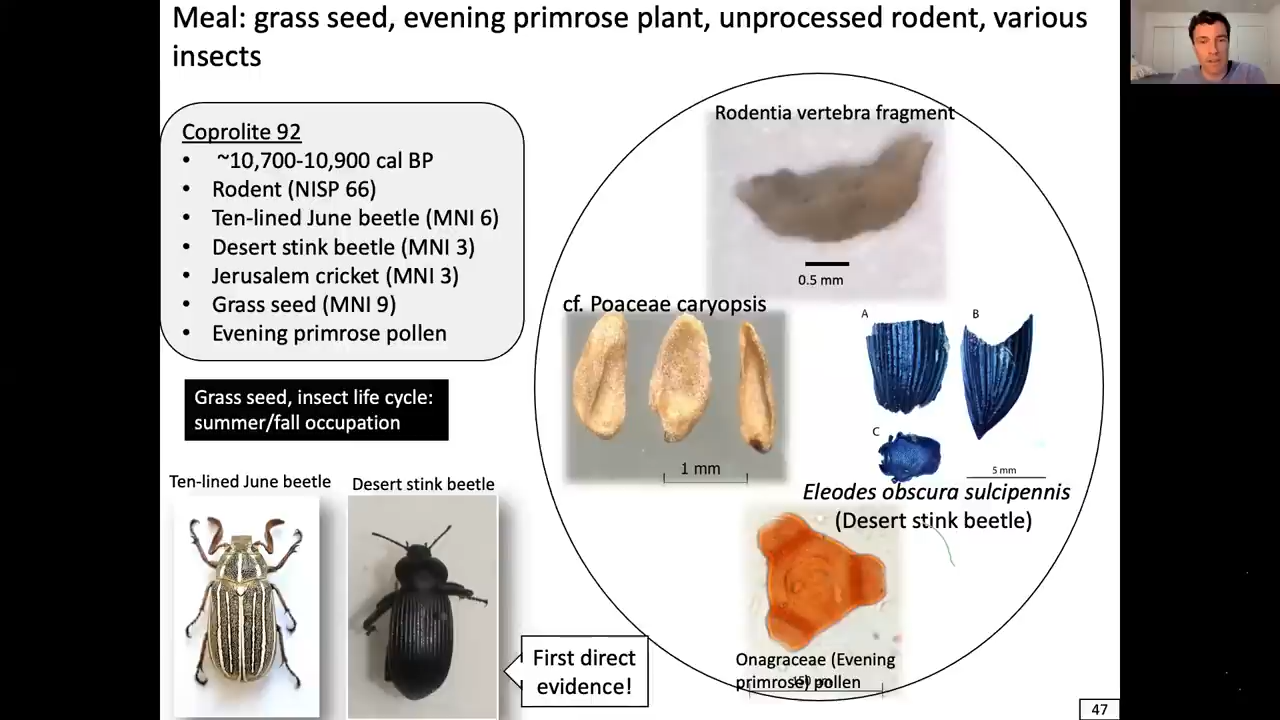 Meal: grass seed, evening primrose plant, unprocessed rodent, various
insects
Coprolite 92
• ~10,700-10,900 cal BP
• Rodent (NISP 66)
• Ten-lined June beetle (MNI 6)
• Desert stink beetle (MNI 3)
• Jerusalem cricket (MNI 3)
• Grass seed (MNI 9)
• Evening primrose pollen
Grass seed, insect life cycle:
summer/fall occupation
Ten-lined June beetle
Desert stink beetle
First direct
evidence!
Rodentia vertebra fragment
0.5 mm
cf. Poaceae caryopsis
1 mm
A
B
C
5 mm
Eleodes obscura sulcipennis
(Desert stink beetle)
Onagraceae (Evening
primrose) pollen
47